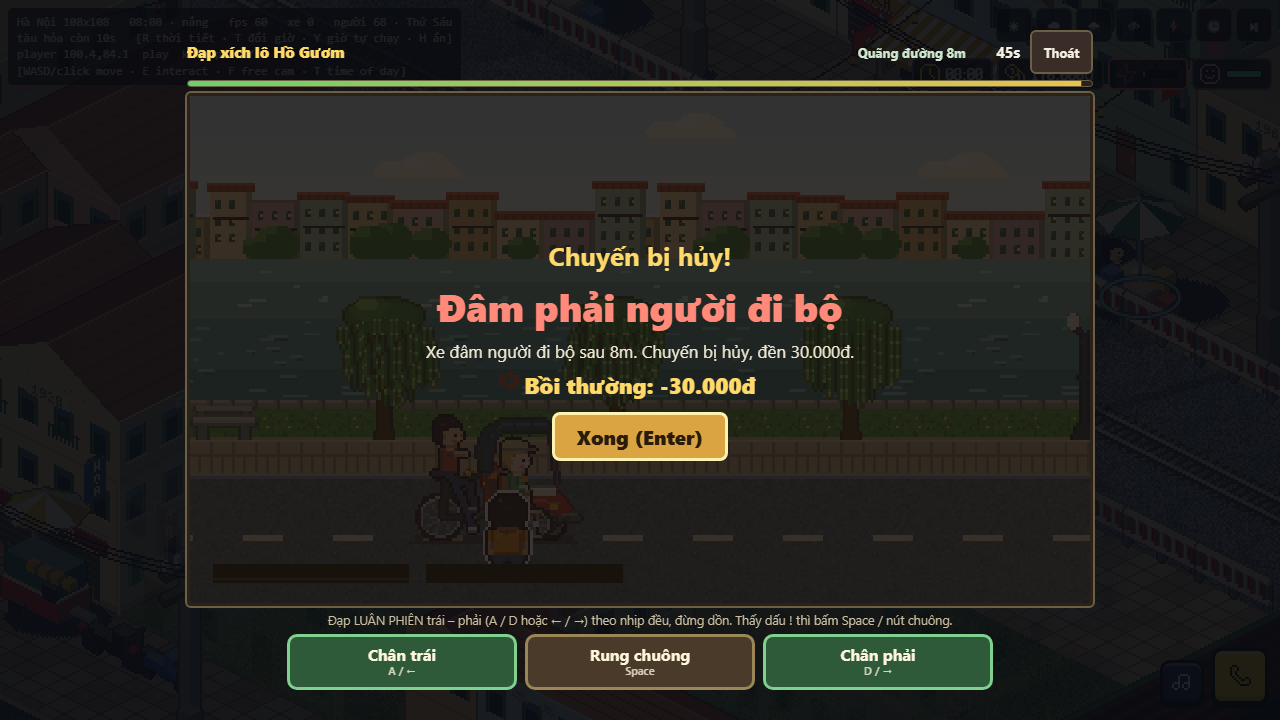 Hà Nội 108x108 08:00 · nắng fps 60 xe 0 người 68 · Thứ Sáu
tàu hỏa còn 10s [R thời tiết · T đổi giờ · Y giờ tự chạy · H ẩn]
player 100.4,84.1 play
[WASD/click move · E interact · F free cam · T time of day]
Đạp xích lô Hồ Gươm
Quãng đường 8m
45s
Thoát
08:00
Chuyến bị hủy!
Đâm phải người đi bộ
Xe đâm người đi bộ sau 8m. Chuyến bị hủy, đền 30.000đ.
Bồi thường: -30.000đ
Xong (Enter)
Đạp LUÂN PHIÊN trái – phải (A / D hoặc ← / →) theo nhịp đều, đừng dồn. Thấy dấu ! thì bấm Space / nút chuông.
Chân trái
A / ←
Rung chuông
Space
Chân phải
D / →